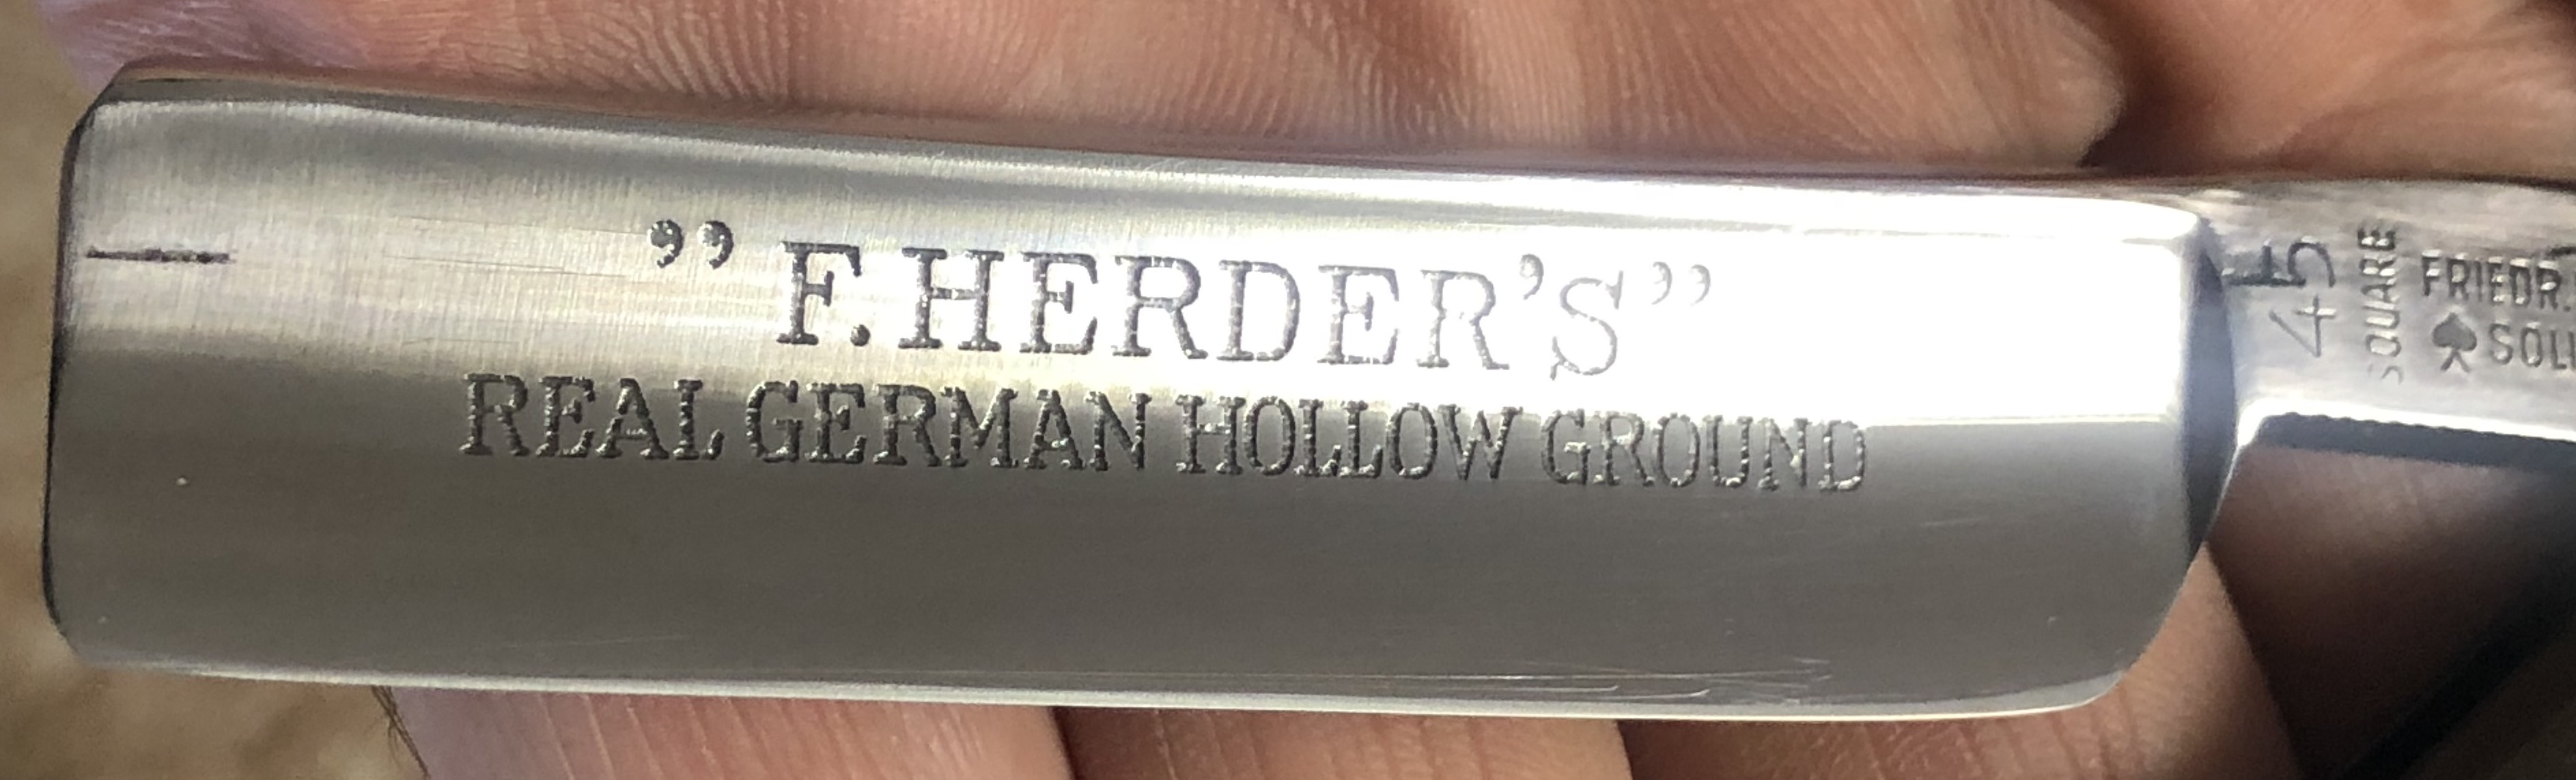 ”F.HERDER’S”
REAL GERMAN HOLLOW GROUND
45
SQUARE
FRIEDR.